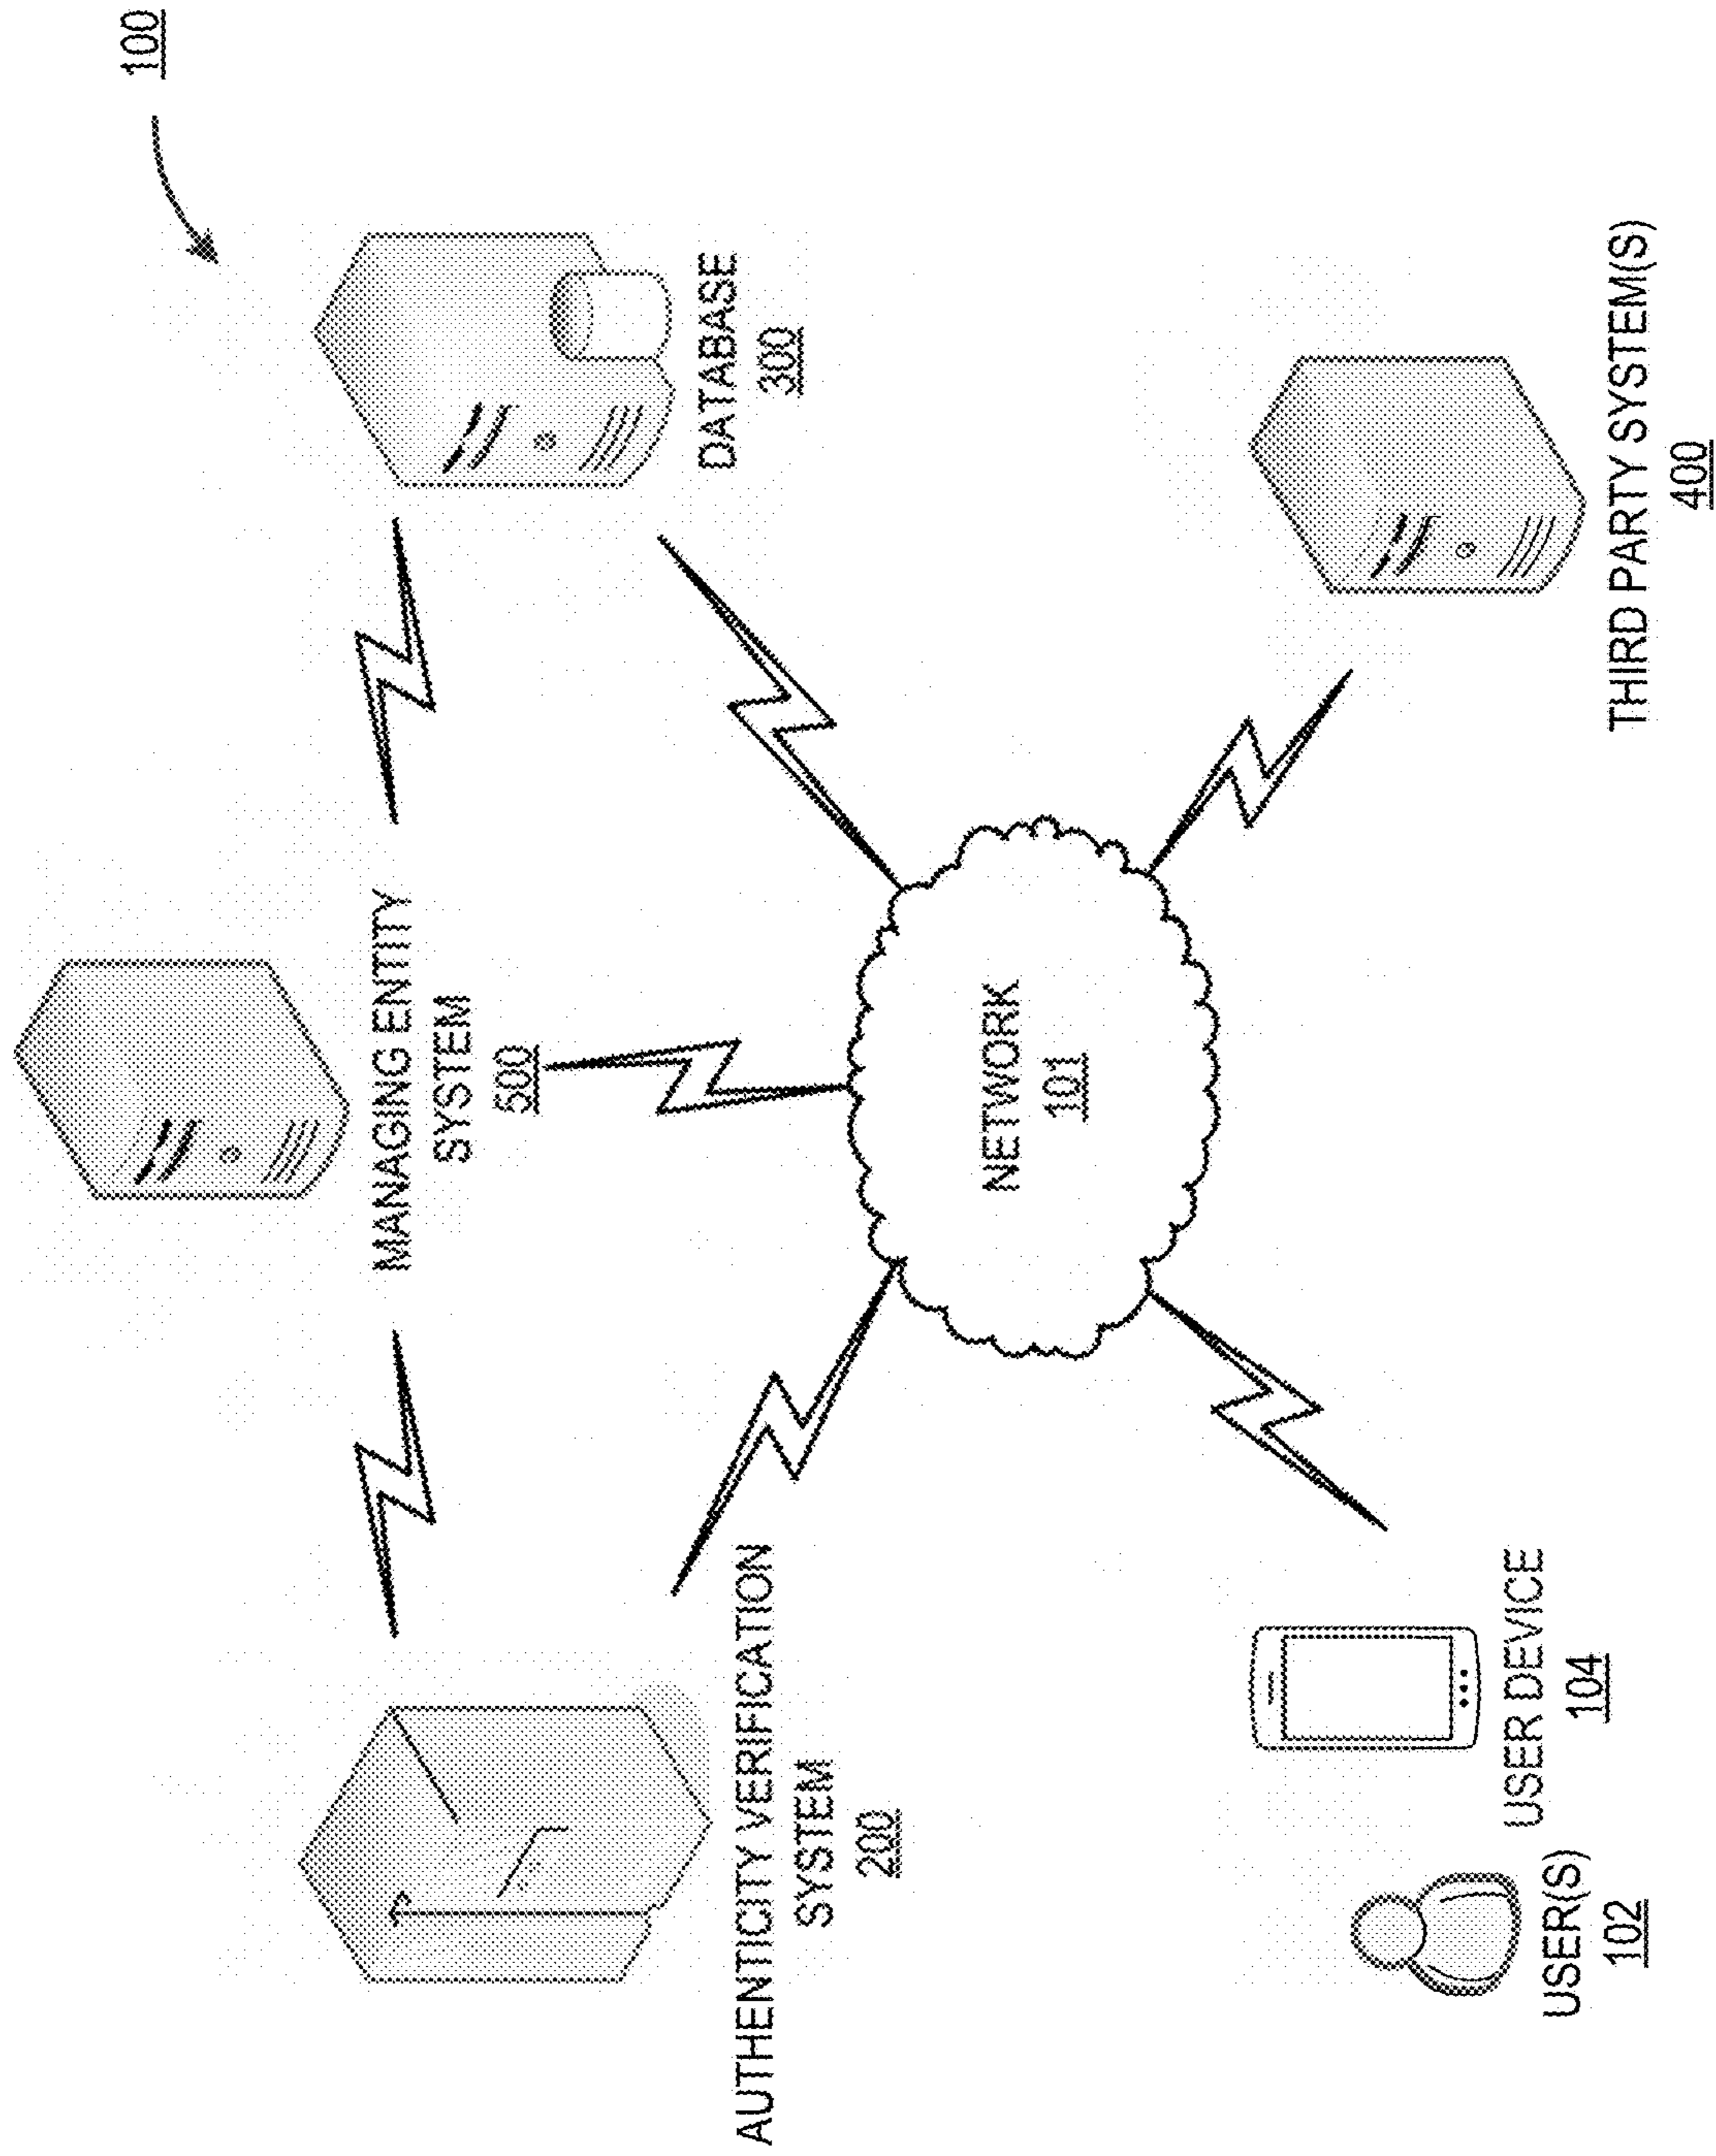 100
MANAGING ENTITY
SYSTEM
500
AUTHENTICITY VERIFICATION
SYSTEM
200
DATABASE
300
NETWORK
101
USER(S)
102
USER DEVICE
104
THIRD PARTY SYSTEM(S)
400